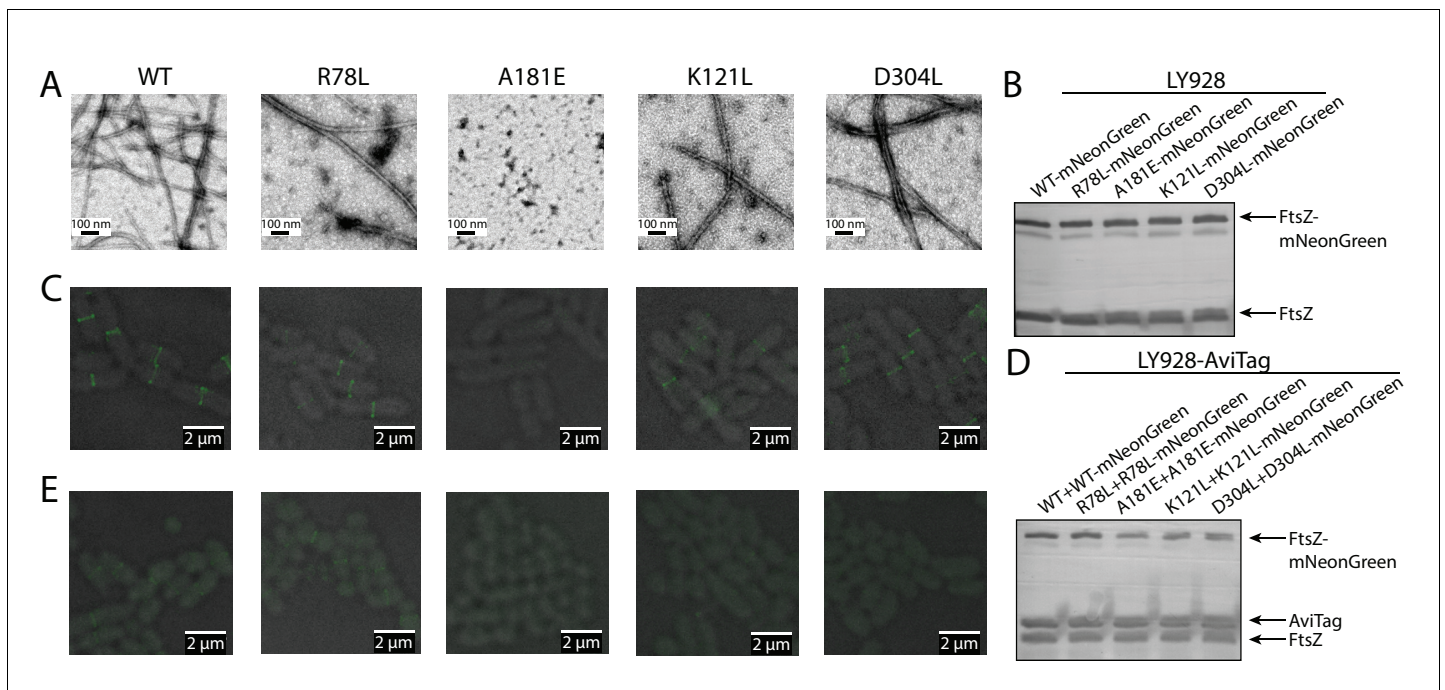 A
WT
R78L
A181E
K121L
D304L
100 nm
100 nm
100 nm
100 nm
100 nm
B
LY928
WT-mNeonGreen
R78L-mNeonGreen
A181E-mNeonGreen
K121L-mNeonGreen
D304L-mNeonGreen
FtsZ-
mNeonGreen
FtsZ
C
2 μm
2 μm
2 μm
2 μm
2 μm
D
LY928-AviTag
WT+WT-mNeonGreen
R78L+R78L-mNeonGreen
A181E+A181E-mNeonGreen
K121L+K121L-mNeonGreen
D304L+D304L-mNeonGreen
FtsZ-
mNeonGreen
AviTag
FtsZ
E
2 μm
2 μm
2 μm
2 μm
2 μm